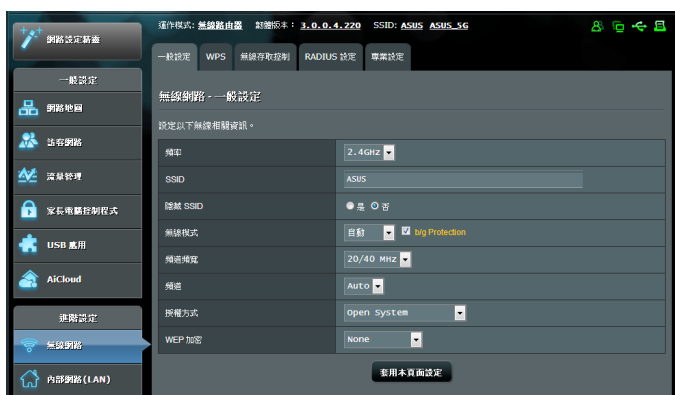 運作模式: 無線路由器 韌體版本: 3.0.0.4.220 SSID: ASUS ASUS_5G
網路設定精靈
一般設定 WPS 無線存取控制 RADIUS 設定 專業設定
一般設定
網路地圖
訪客網路
流量管理
家長電腦控制程式
USB 應用
AiCloud
進階設定
無線網路
內部網路(LAN)
無線網路 - 一般設定
設定以下無線相關資訊。
頻率 2.4GHz
SSID ASUS
隱藏 SSID 是 否
無線模式 自動 b/g Protection
頻道頻寬 20/40 MHz
頻道 Auto
授權方式 Open System
WEP 加密 None
套用本頁面設定